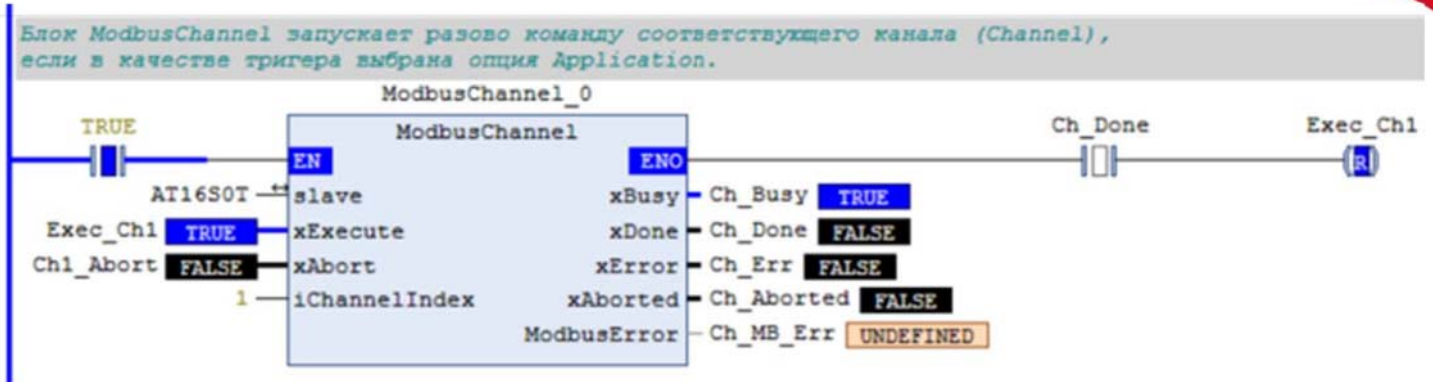 Блок ModbusChannel запускает разово команду соответствующего канала (Channel),
если в качестве тригера выбрана опция Application.
ModbusChannel_0
TRUE
ModbusChannel
Ch_Done
Exec_Ch1
EN
ENO
R
AT16S0T
slave
xBusy
Ch_Busy
TRUE
Exec_Ch1
TRUE
xExecute
xDone
Ch_Done
FALSE
Ch1_Abort
FALSE
xAbort
xError
Ch_Err
FALSE
1
iChannelIndex
xAborted
Ch_Aborted
FALSE
ModbusError
Ch_MB_Err
UNDEFINED